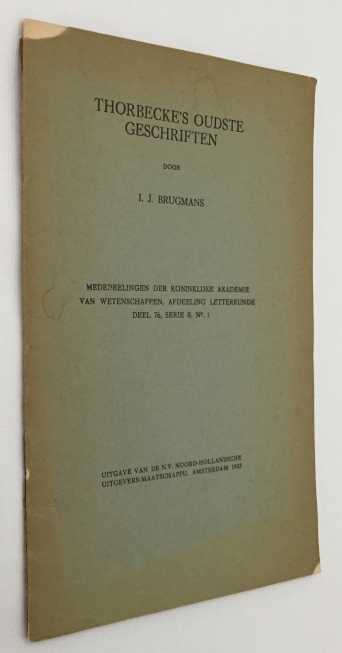 THORBECKE'S OUDSTE
GESCHRIFTEN
DOOR
I. J. BRUGMANS
MEDEDEELINGEN DER KONINKLIJKE AKADEMIE
VAN WETENSCHAPPEN, AFDEELING LETTERKUNDE
DEEL 76, SERIE B, Nº. 1
UITGAVE VAN DE N.V. NOORD-HOLLANDSCHE
UITGEVERS-MAATSCHAPPIJ, AMSTERDAM